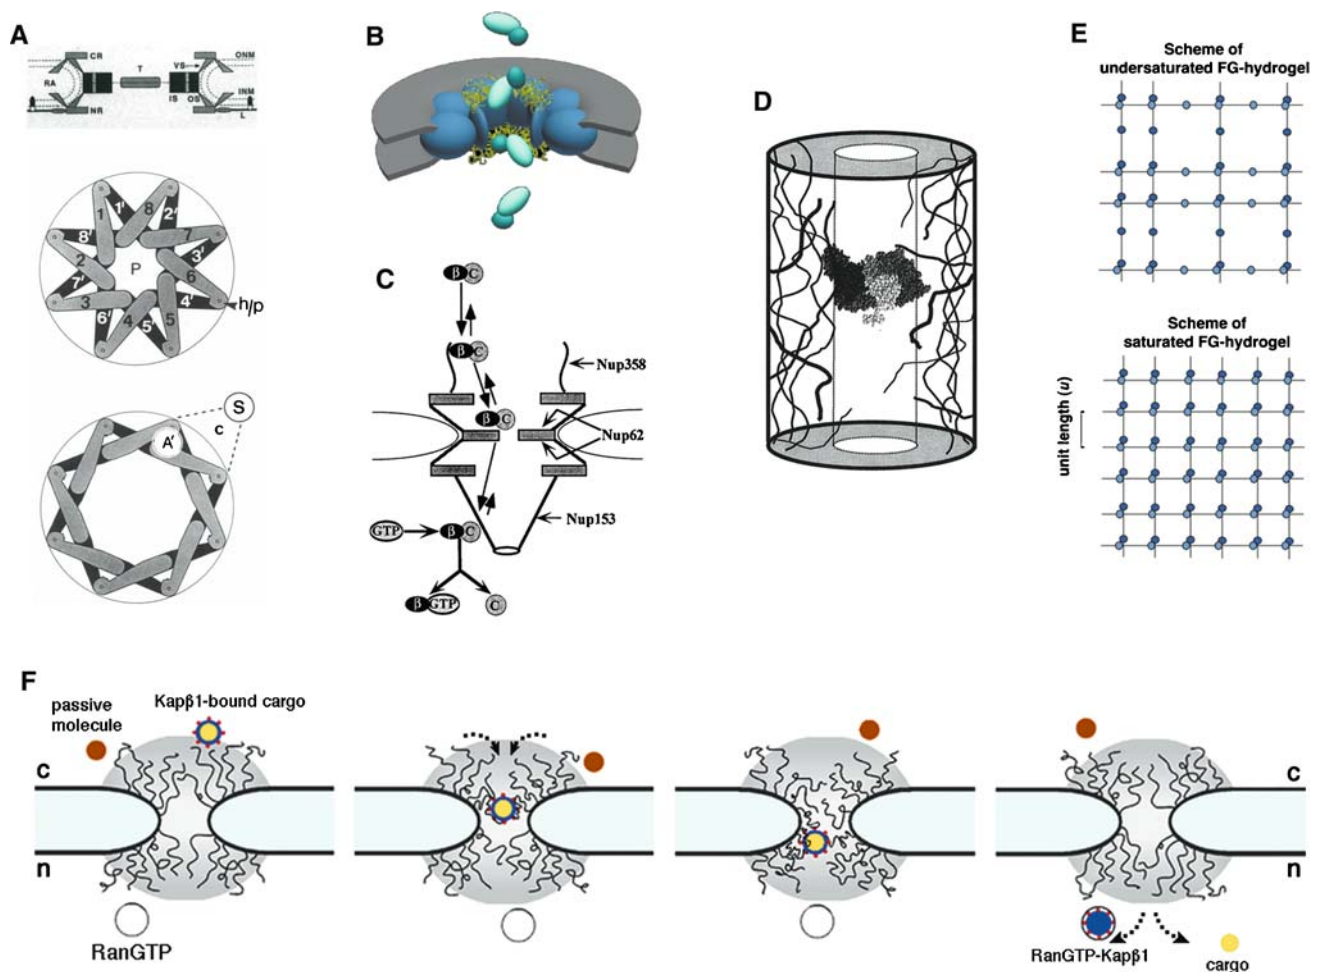 A
CR
VS
ONM
T
RA
INM
IS
OS
NR
L
1
1'
8
2'
8'
7
2
P
3'
6
7'
3
4'
h/p
6'
4
5'
5
S
c
A'
B
C
β
C
β
C
Nup358
β
C
Nup62
Nup153
GTP
β
C
β
GTP
C
D
E
Scheme of
undersaturated FG-hydrogel
Scheme of
saturated FG-hydrogel
unit length (u)
F
passive
molecule
Kapβ1-bound cargo
c
n
RanGTP
c
n
RanGTP-Kapβ1
cargo